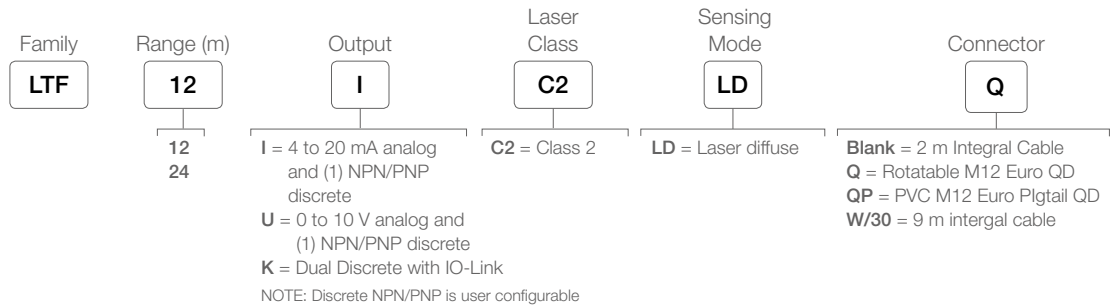 Family
LTF
Range (m)
12
12
24
Output
I
I = 4 to 20 mA analog
and (1) NPN/PNP
discrete
U = 0 to 10 V analog and
(1) NPN/PNP discrete
K = Dual Discrete with IO-Link
NOTE: Discrete NPN/PNP is user configurable
Laser
Class
C2
C2 = Class 2
Sensing
Mode
LD
LD = Laser diffuse
Connector
Q
Blank = 2 m Integral Cable
Q = Rotatable M12 Euro QD
QP = PVC M12 Euro PIgtail QD
W/30 = 9 m intergal cable